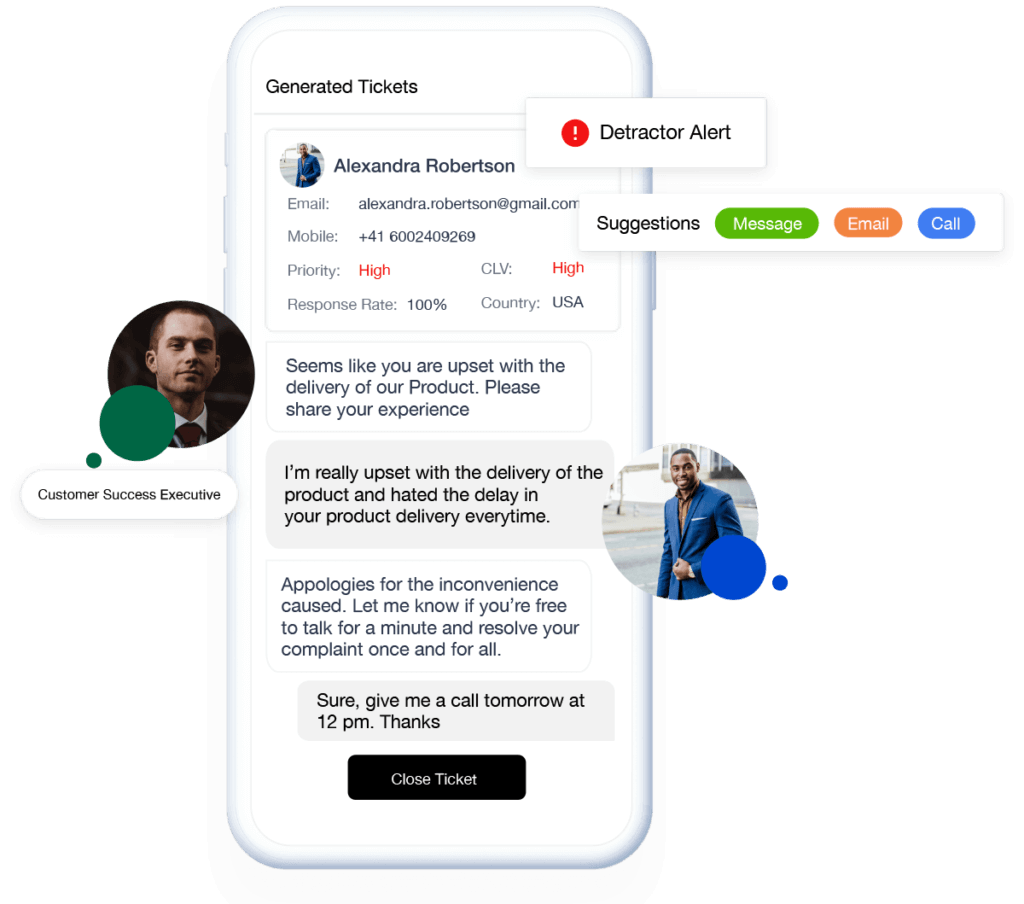 Generated Tickets
Detractor Alert
Alexandra Robertson
Email: alexandra.robertson@gmail.com
Suggestions Message Email Call
Mobile: +41 6002409269
Priority: High CLV: High
Response Rate: 100% Country: USA
Seems like you are upset with the
delivery of our Product. Please
share your experience
Customer Success Executive
I’m really upset with the delivery of the
product and hated the delay in
your product delivery everytime.
Appologies for the inconvenience
caused. Let me know if you’re free
to talk for a minute and resolve your
complaint once and for all.
Sure, give me a call tomorrow at
12 pm. Thanks
Close Ticket